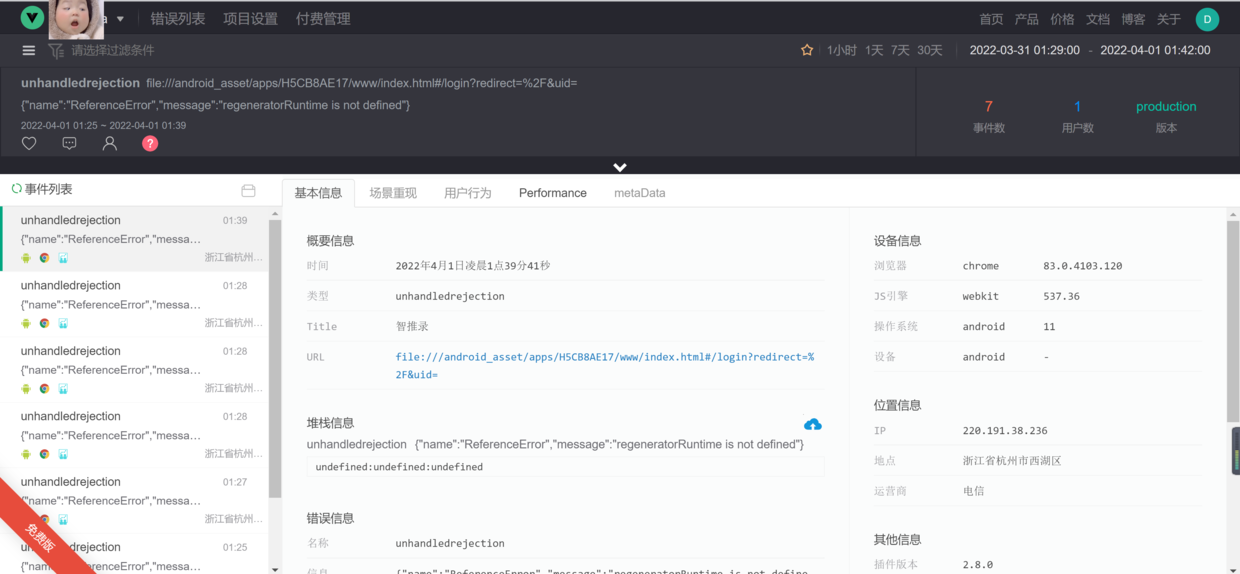 a 错误列表 项目设置 付费管理 首页 产品 价格 文档 博客 关于 D
请选择过滤条件 1小时 1天 7天 30天 2022-03-31 01:29:00 - 2022-04-01 01:42:00
unhandledrejection file:///android_asset/apps/H5CB8AE17/www/index.html#/login?redirect=%2F&uid=
{"name":"ReferenceError","message":"regeneratorRuntime is not defined"}
2022-04-01 01:25 ~ 2022-04-01 01:39
?
7 1 production
事件数 用户数 版本
事件列表
unhandledrejection 01:39
{"name":"ReferenceError","messa...
浙江省杭州...
unhandledrejection 01:28
{"name":"ReferenceError","messa...
浙江省杭州...
unhandledrejection 01:28
{"name":"ReferenceError","messa...
浙江省杭州...
unhandledrejection 01:28
{"name":"ReferenceError","messa...
浙江省杭州...
unhandledrejection 01:27
{"name":"ReferenceError","messa...
浙江省杭州...
免费版
01:25
"name":"ReferenceError","messa...
基本信息 场景重现 用户行为 Performance metaData
概要信息
时间 2022年4月1日凌晨1点39分41秒
类型 unhandledrejection
Title 智推录
URL file:///android_asset/apps/H5CB8AE17/www/index.html#/login?redirect=%
2F&uid=
堆栈信息
unhandledrejection {"name":"ReferenceError","message":"regeneratorRuntime is not defined"}
undefined:undefined:undefined
错误信息
名称 unhandledrejection
信息 {"name":"ReferenceError","message":"regeneratorRuntime is not define
设备信息
浏览器 chrome 83.0.4103.120
JS引擎 webkit 537.36
操作系统 android 11
设备 android -
位置信息
IP 220.191.38.236
地点 浙江省杭州市西湖区
运营商 电信
其他信息
插件版本 2.8.0